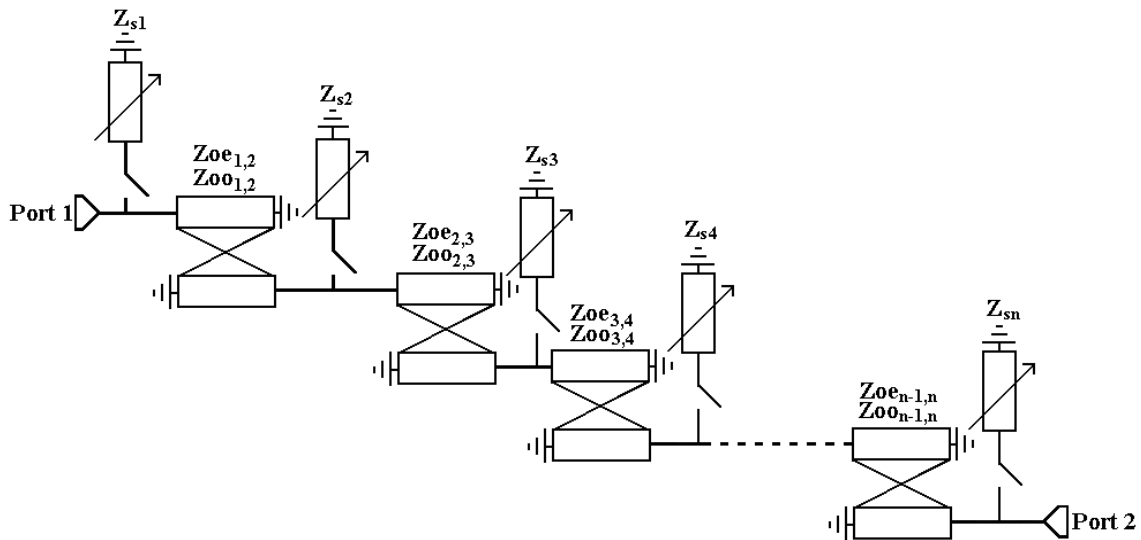 Zs1
Zs2
Zoe1,2
Zoo1,2
Zs3
Port 1
Zoe2,3
Zoo2,3
Zs4
Zoe3,4
Zoo3,4
Zsn
Zoen-1,n
Zoon-1,n
Port 2